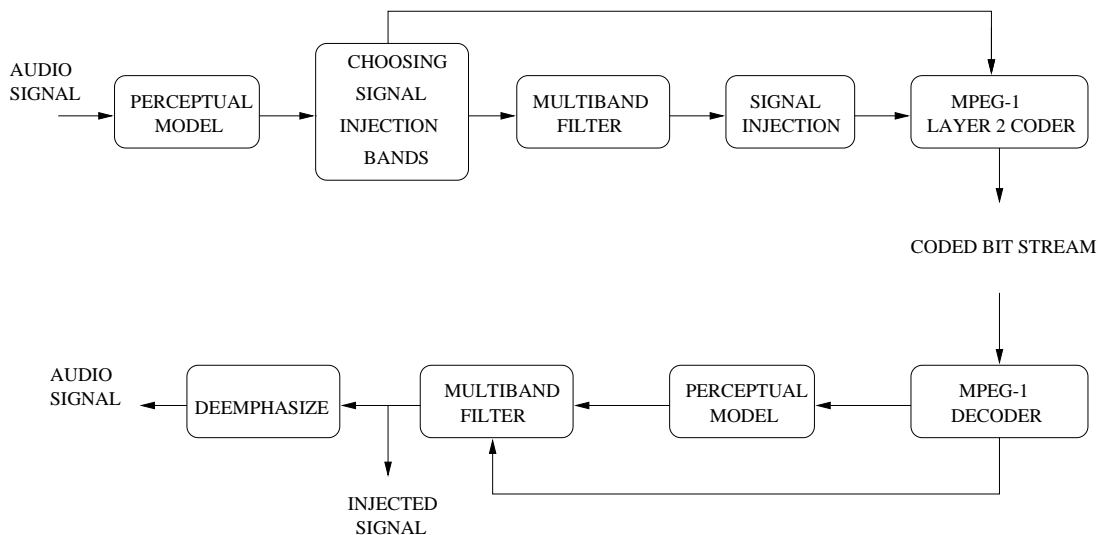 AUDIO
SIGNAL
PERCEPTUAL
MODEL
CHOOSING
SIGNAL
INJECTION
BANDS
MULTIBAND
FILTER
SIGNAL
INJECTION
MPEG-1
LAYER 2 CODER
CODED BIT STREAM
AUDIO
SIGNAL
DEEMPHASIZE
MULTIBAND
FILTER
PERCEPTUAL
MODEL
MPEG-1
DECODER
INJECTED
SIGNAL